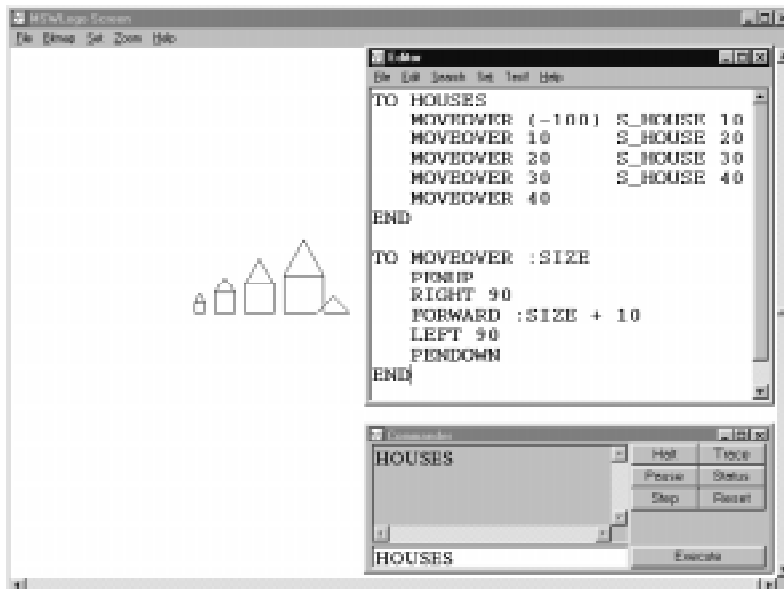 MSWLogo Screen
File Bitmap Set Zoom Help
Editor
File Edit Search Set Test! Help
TO HOUSES
MOVEOVER (-100) S_HOUSE 10
MOVEOVER 10 S_HOUSE 20
MOVEOVER 20 S_HOUSE 30
MOVEOVER 30 S_HOUSE 40
MOVEOVER 40
END
TO MOVEOVER :SIZE
PENUP
RIGHT 90
FORWARD :SIZE + 10
LEFT 90
PENDOWN
END
Commander
HOUSES
Halt Trace
Pause Status
Step Reset
HOUSES
Execute